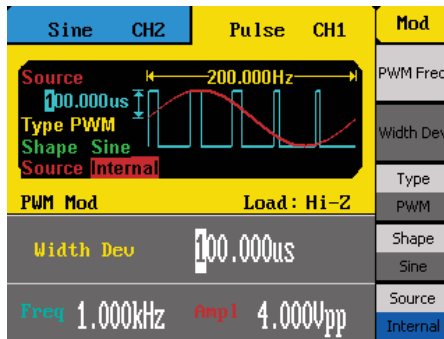 Sine CH2 Pulse CH1 Mod
Source 200.000Hz
100.000us
Type PWM
Shape Sine
Source Internal
PWM Mod Load: Hi-Z
Width Dev 100.000us
Freq 1.000kHz Ampl 4.000Vpp
PWM Freq
Width Dev
Type
PWM
Shape
Sine
Source
Internal